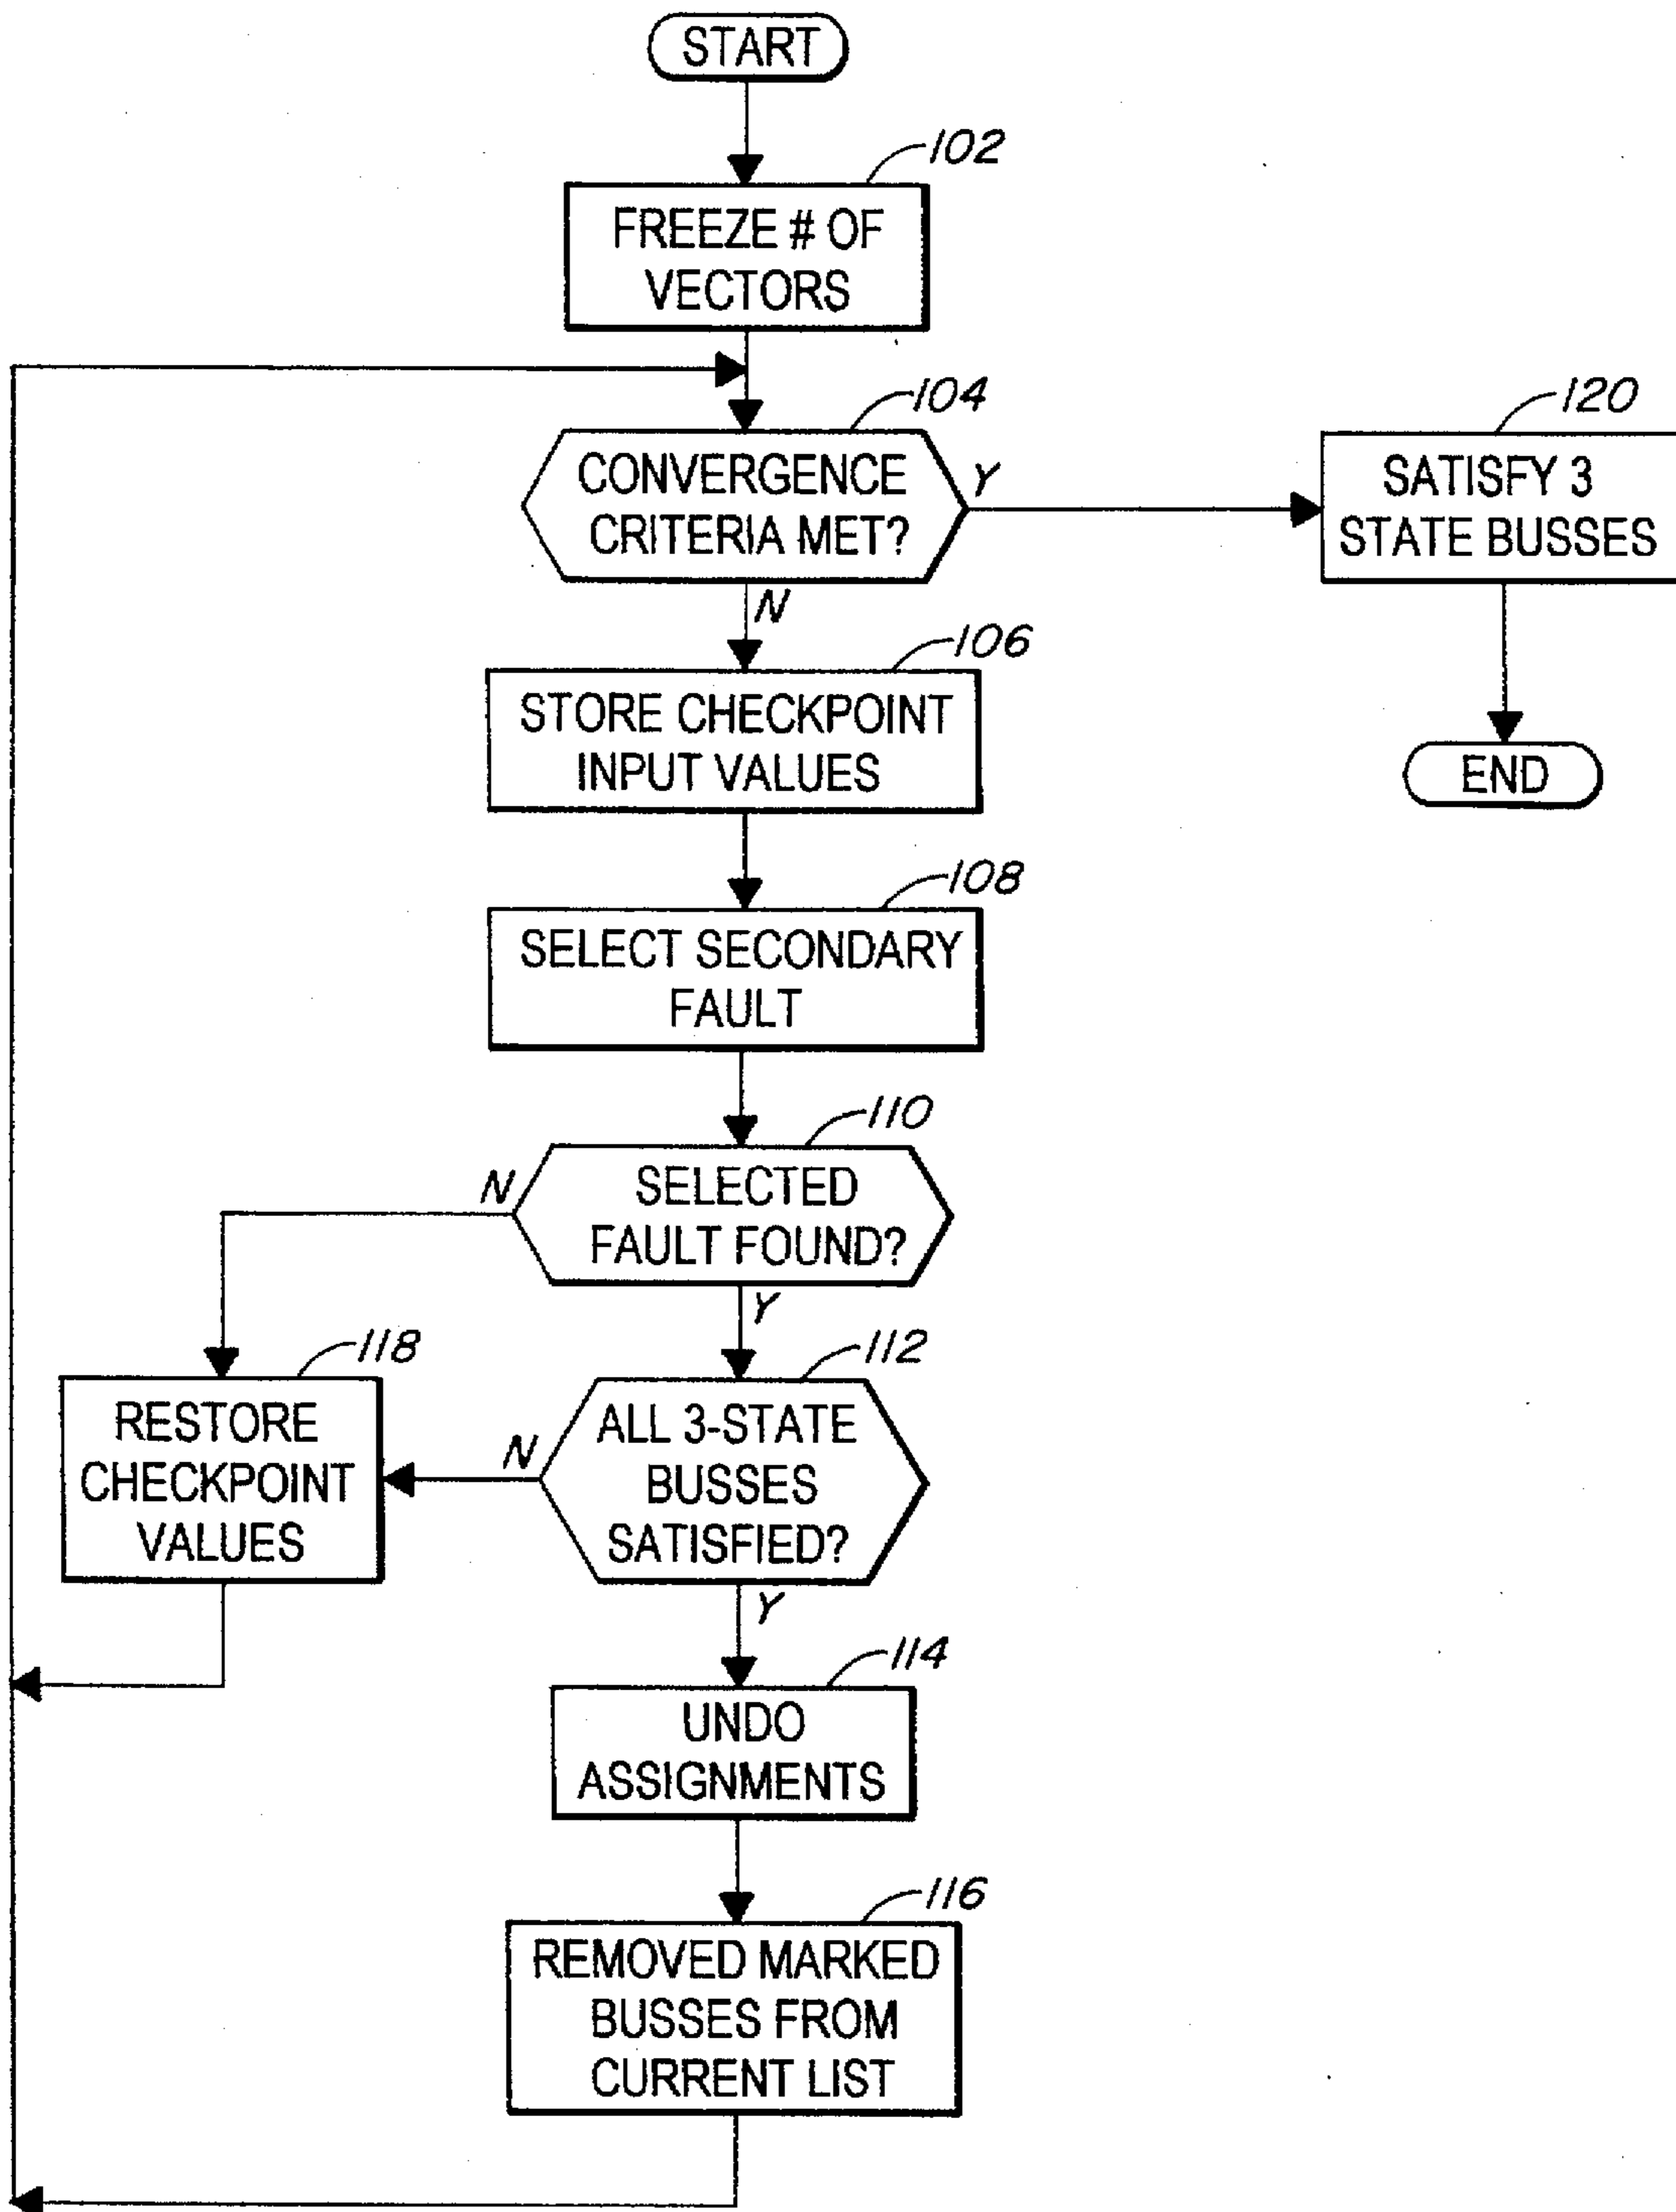 START
102
FREEZE # OF
VECTORS
104
CONVERGENCE
CRITERIA MET?
Y
N
120
SATISFY 3
STATE BUSSES
END
106
STORE CHECKPOINT
INPUT VALUES
108
SELECT SECONDARY
FAULT
110
SELECTED
FAULT FOUND?
N
Y
118
RESTORE
CHECKPOINT
VALUES
112
ALL 3-STATE
BUSSES
SATISFIED?
N
Y
114
UNDO
ASSIGNMENTS
116
REMOVED MARKED
BUSSES FROM
CURRENT LIST